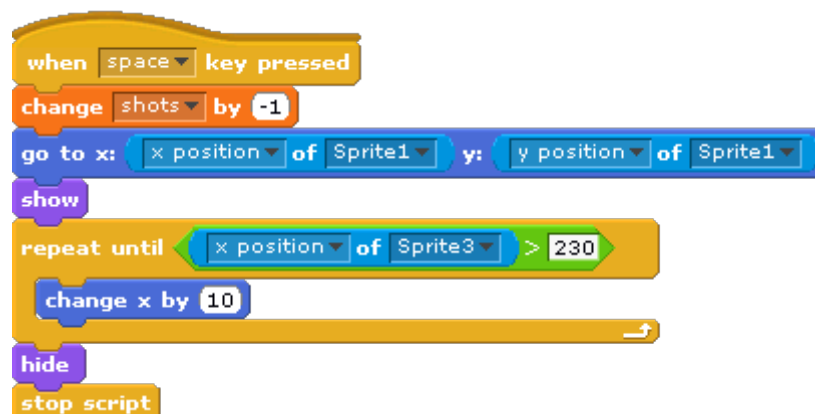 when space key pressed
change shots by -1
go to x: x position of Sprite1 y: y position of Sprite1
show
repeat until x position of Sprite3 > 230
change x by 10
hide
stop script